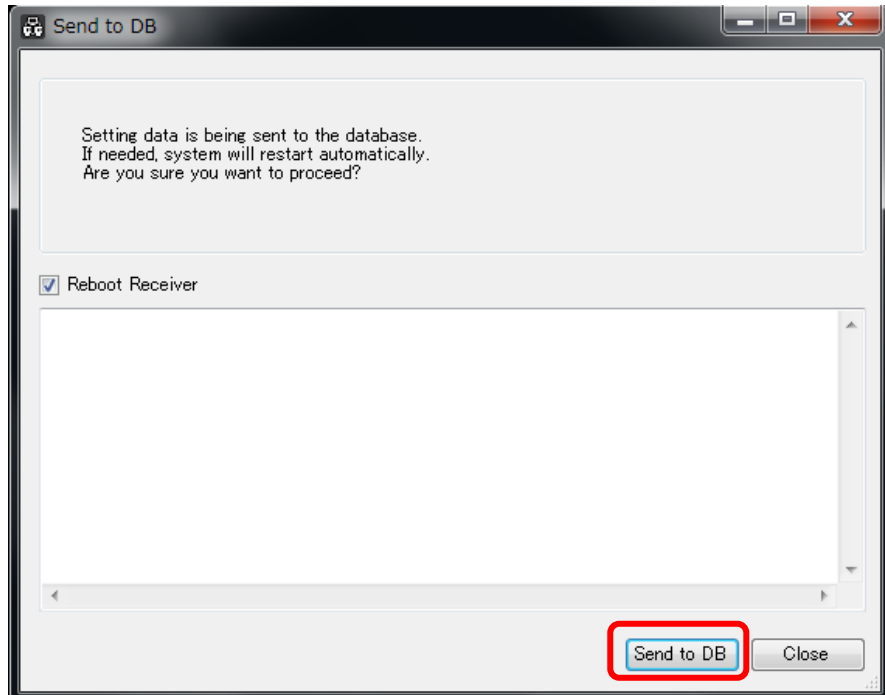 Send to DB
Setting data is being sent to the database.
If needed, system will restart automatically.
Are you sure you want to proceed?
Reboot Receiver
Send to DB
Close